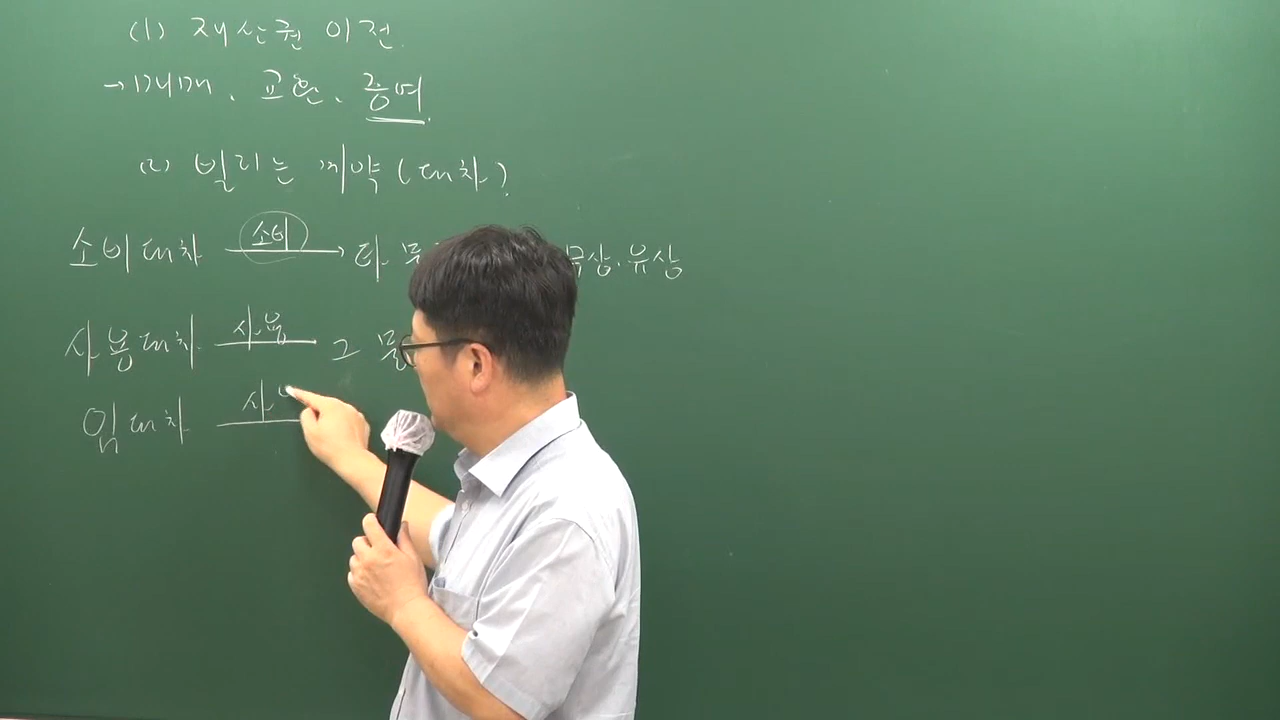 (1) 재산권 이전.
→ 매매、교환、증여.
(2) 빌리는 계약(대차).
소비대차 소비 → 타. 무상.유상
사용대차 사용 그 물
임대차 사